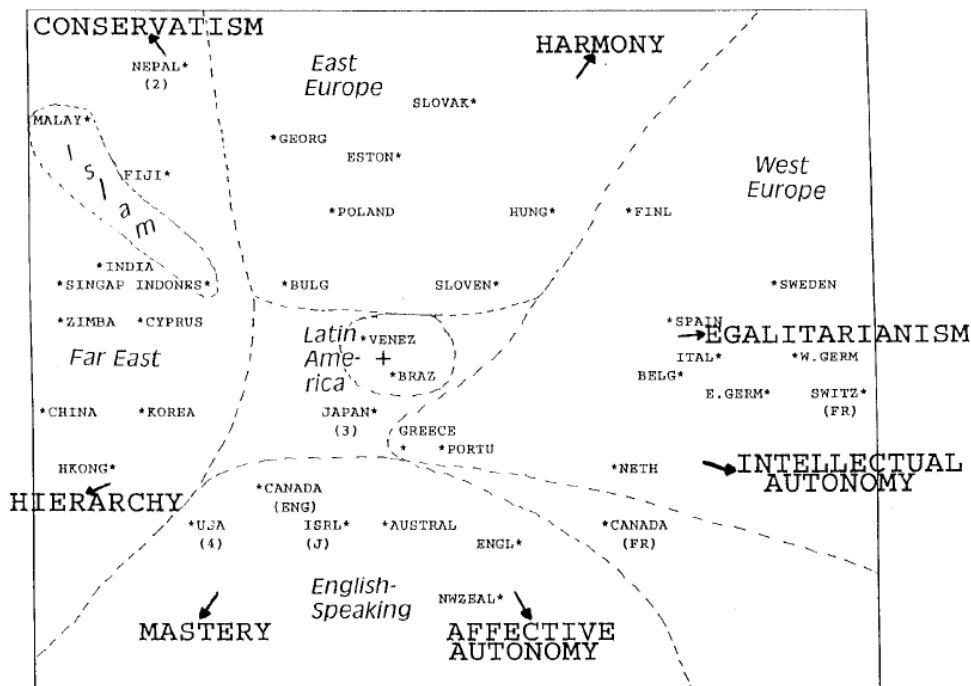 CONSERVATISM
HARMONY
East
Europe
NEPAL*
(2)
SLOVAK*
MALAY*
*GEORG
ESTON*
West
Europe
Islam
FIJI*
*POLAND
HUNG*
*FINL
*INDIA
*SINGAP INDONES*
*BULG
SLOVEN*
*SWEDEN
*ZIMBA
*CYPRUS
*SPAIN
EGALITARIANISM
Latin
Ame-
rica
*VENEZ
+
*BRAZ
Far East
ITAL*
*W.GERM
BELG*
E.GERM*
SWITZ*
(FR)
*CHINA
*KOREA
JAPAN*
(3)
GREECE
*
*PORTU
HKONG*
*NETH
INTELLECTUAL
AUTONOMY
HIERARCHY
*CANADA
(ENG)
*USA
(4)
ISRL*
(J)
*AUSTRAL
ENGL*
*CANADA
(FR)
English-
Speaking
NWZEAL*
MASTERY
AFFECTIVE
AUTONOMY